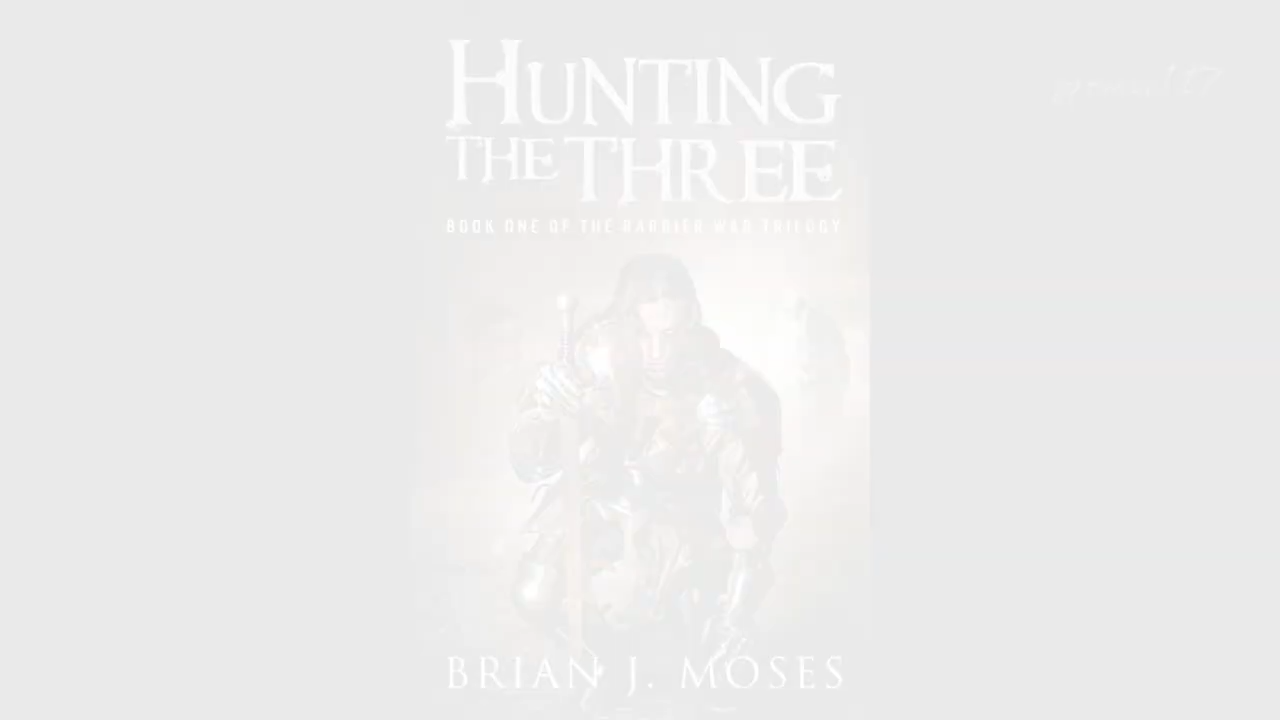 HUNTING
THE THREE
BOOK ONE OF THE BARRIER WAR TRILOGY
BRIAN J. MOSES